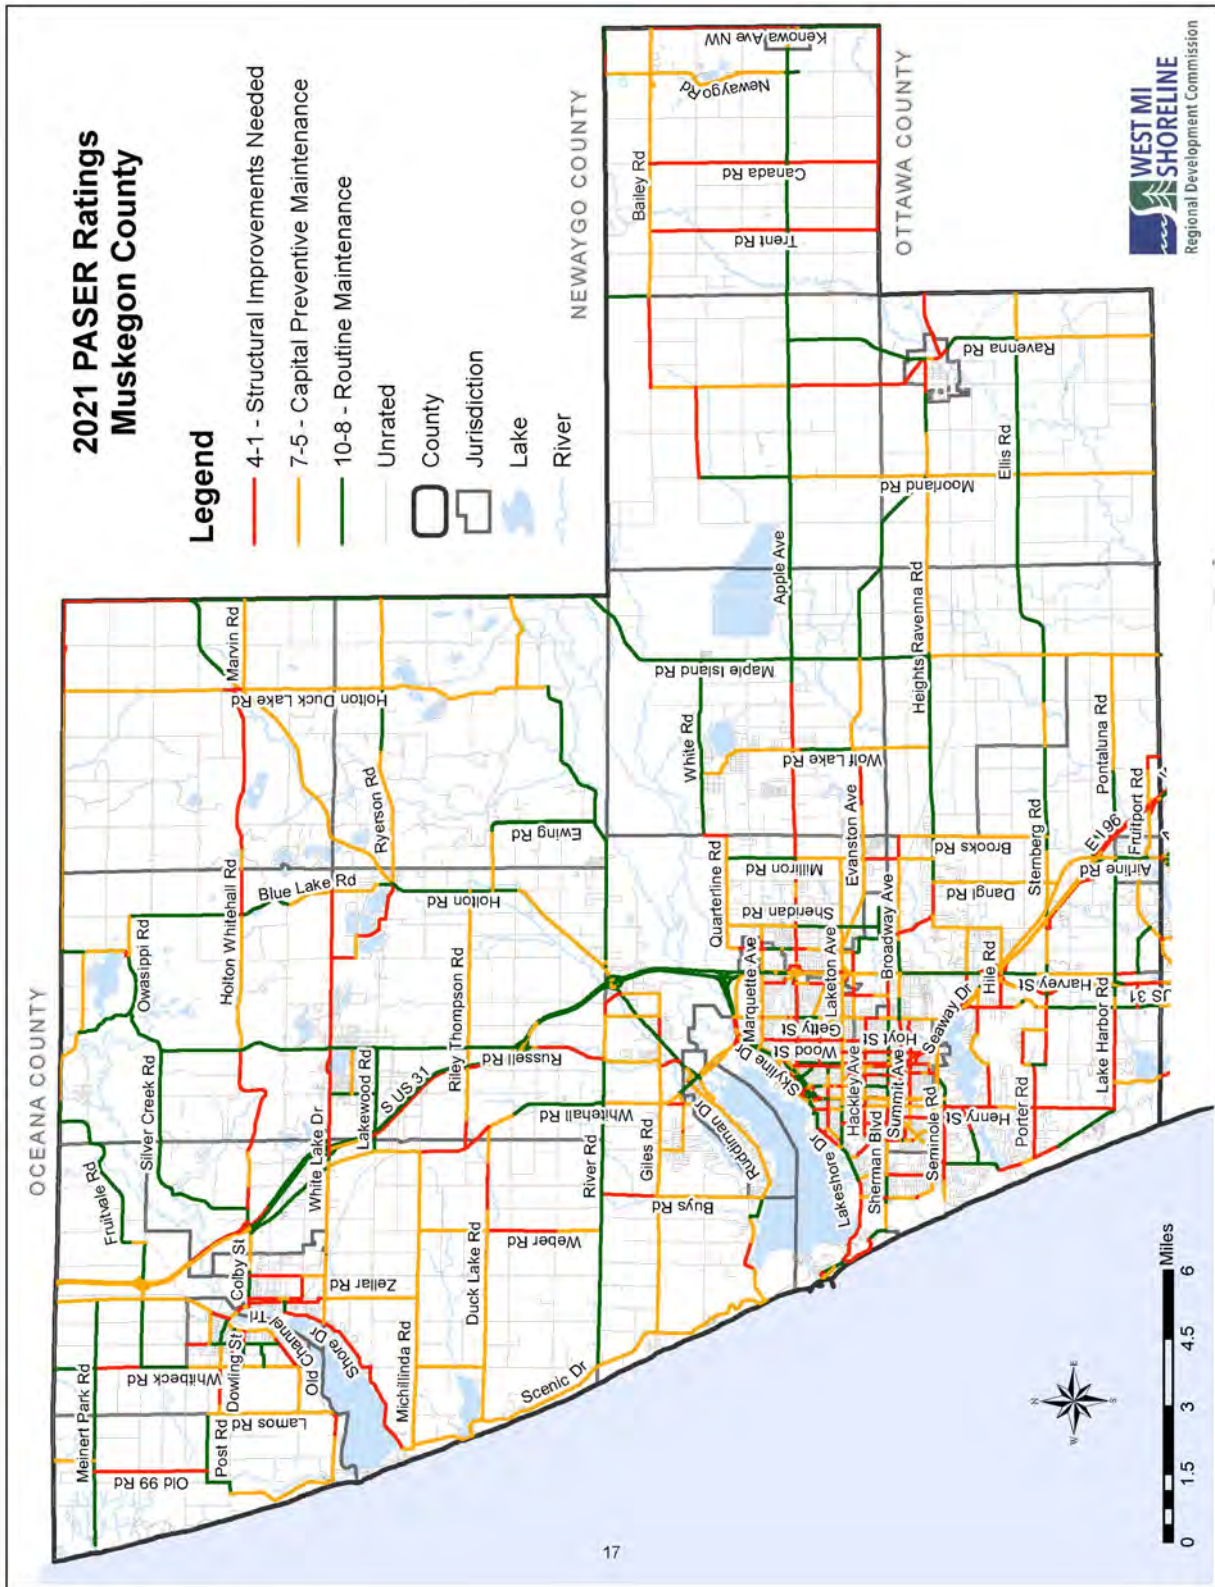 2021 PASER Ratings
Muskegon County
Legend
4-1 - Structural Improvements Needed
7-5 - Capital Preventive Maintenance
10-8 - Routine Maintenance
Unrated
County
Jurisdiction
Lake
River
OCEANA COUNTY
NEWAYGO COUNTY
OTTAWA COUNTY
Meinert Park Rd
Old 99 Rd
Post Rd
Lamos Rd
Whitbeck Rd
Dowling St
Old Channel Trl
Colby St
Shore Dr
Zellar Rd
Fruitvale Rd
Silver Creek Rd
Owasippi Rd
Holton Whitehall Rd
Blue Lake Rd
White Lake Dr
Lakewood Rd
S US 31
Russell Rd
Riley Thompson Rd
Holton Rd
Ryerson Rd
Ewing Rd
Marvin Rd
Holton Duck Lake Rd
Michillinda Rd
Duck Lake Rd
Weber Rd
Scenic Dr
River Rd
Whitehall Rd
Giles Rd
Buys Rd
Ruddiman Dr
Bailey Rd
Newaygo Rd
Kenowa Ave NW
Canada Rd
Trent Rd
Apple Ave
Maple Island Rd
White Rd
Wolf Lake Rd
Moorland Rd
Heights Ravenna Rd
Ravenna Rd
Ellis Rd
Quarterline Rd
Milliron Rd
Sheridan Rd
Evanston Ave
Marquette Ave
Laketon Ave
Broadway Ave
Brooks Rd
Dangl Rd
Sternberg Rd
Pontaluna Rd
Fruitport Rd
E I 96
Airline Rd
Hile Rd
Harvey St
US 31
Getty St
Wood St
Hoyt St
Seaway Dr
Skyline Dr
Lakeshore Dr
Hackley Ave
Summit Ave
Sherman Blvd
Seminole Rd
Henry St
Porter Rd
Lake Harbor Rd
N
W
E
S
0 1.5 3 4.5 6
Miles
WEST MI
SHORELINE
Regional Development Commission
17